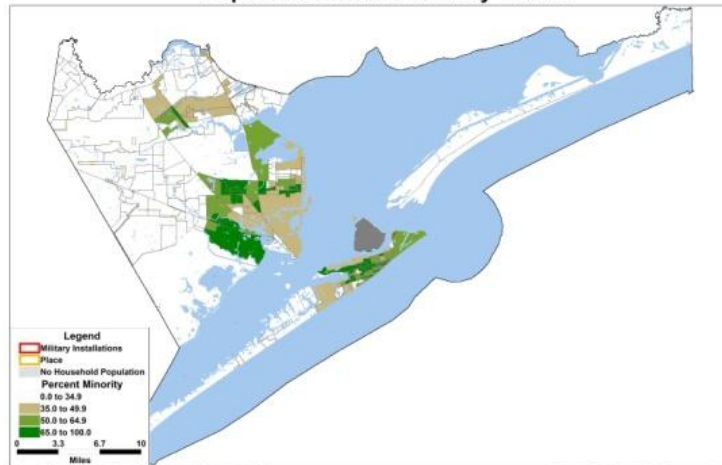 Legend
Military Installations
Place
No Household Population
Percent Minority
0.0 to 34.9
35.0 to 49.9
50.0 to 64.9
65.0 to 100.0
0 3.3 6.7 10
Miles